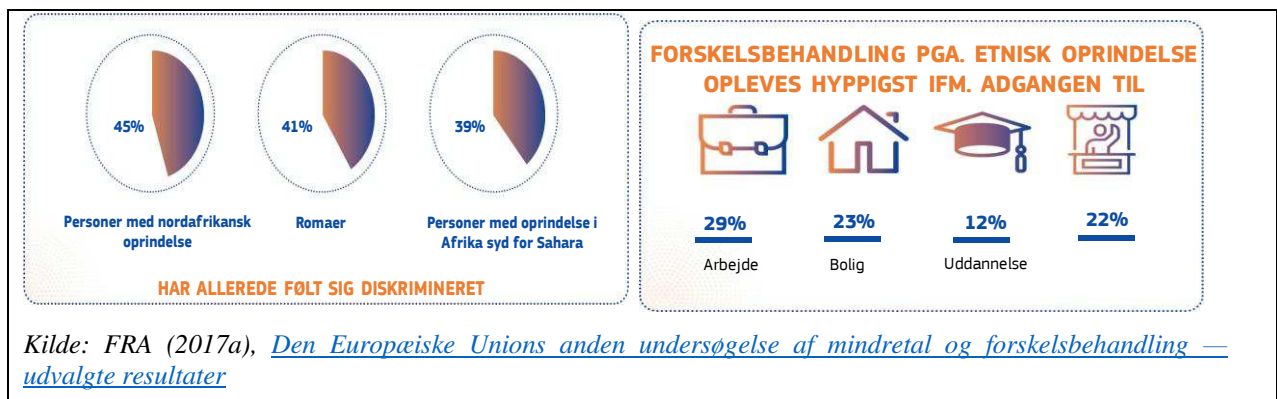 45%
41%
39%
Personer med nordafrikansk
oprindelse
Romaer
Personer med oprindelse i
Afrika syd for Sahara
HAR ALLEREDE FØLT SIG DISKRIMINERET
FORSKELSBEHANDLING PGA. ETNISK OPRINDELSE
OPLEVES HYPPIGST IFM. ADGANGEN TIL
29%
23%
12%
22%
Arbejde
Bolig
Uddannelse
Kilde: FRA (2017a), Den Europæiske Unions anden undersøgelse af mindretal og forskelsbehandling —
udvalgte resultater